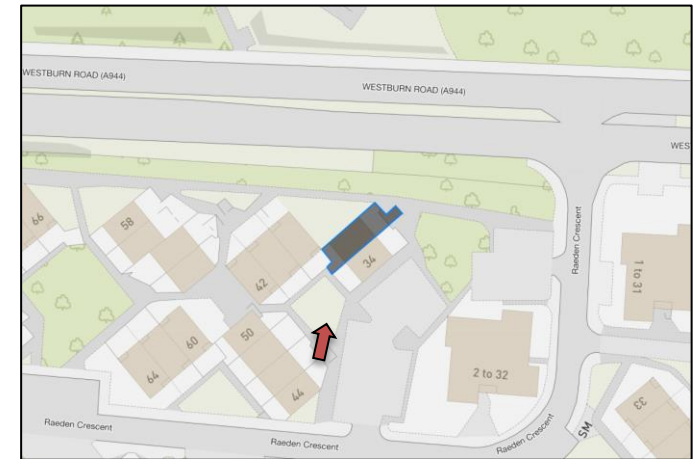 WESTBURN ROAD (A944)
WESTBURN ROAD (A944)
WES
66
58
Raeden Crescent
1 to 31
34
42
50
60
64
44
2 to 32
33
SM
Raeden Crescent
Raeden Crescent
Raeden Crescent